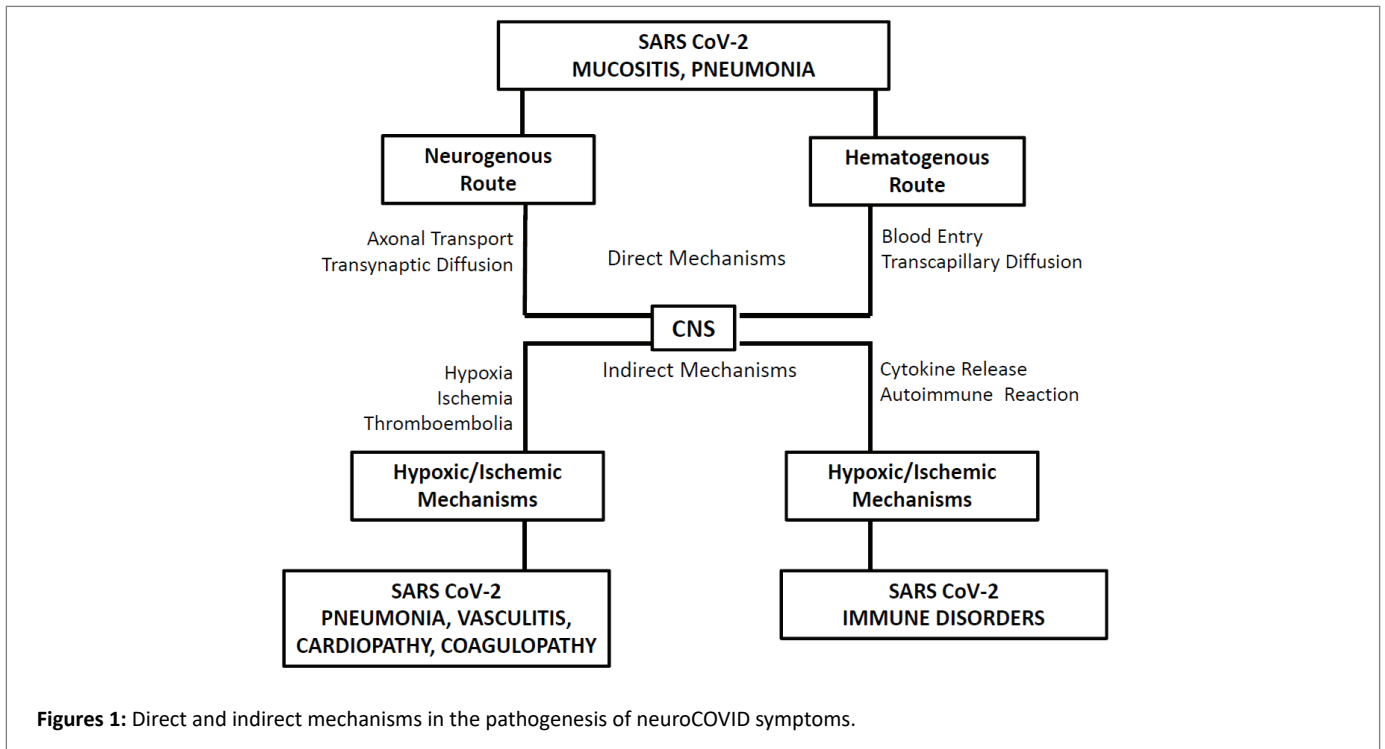 SARS CoV-2
MUCOSITIS, PNEUMONIA
Neurogenous
Route
Hematogenous
Route
Axonal Transport
Transynaptic Diffusion
Direct Mechanisms
Blood Entry
Transcapillary Diffusion
CNS
Indirect Mechanisms
Hypoxia
Ischemia
Thromboembolia
Cytokine Release
Autoimmune Reaction
Hypoxic/Ischemic
Mechanisms
Hypoxic/Ischemic
Mechanisms
SARS CoV-2
PNEUMONIA, VASCULITIS,
CARDIOPATHY, COAGULOPATHY
SARS CoV-2
IMMUNE DISORDERS
Figures 1: Direct and indirect mechanisms in the pathogenesis of neuroCOVID symptoms.